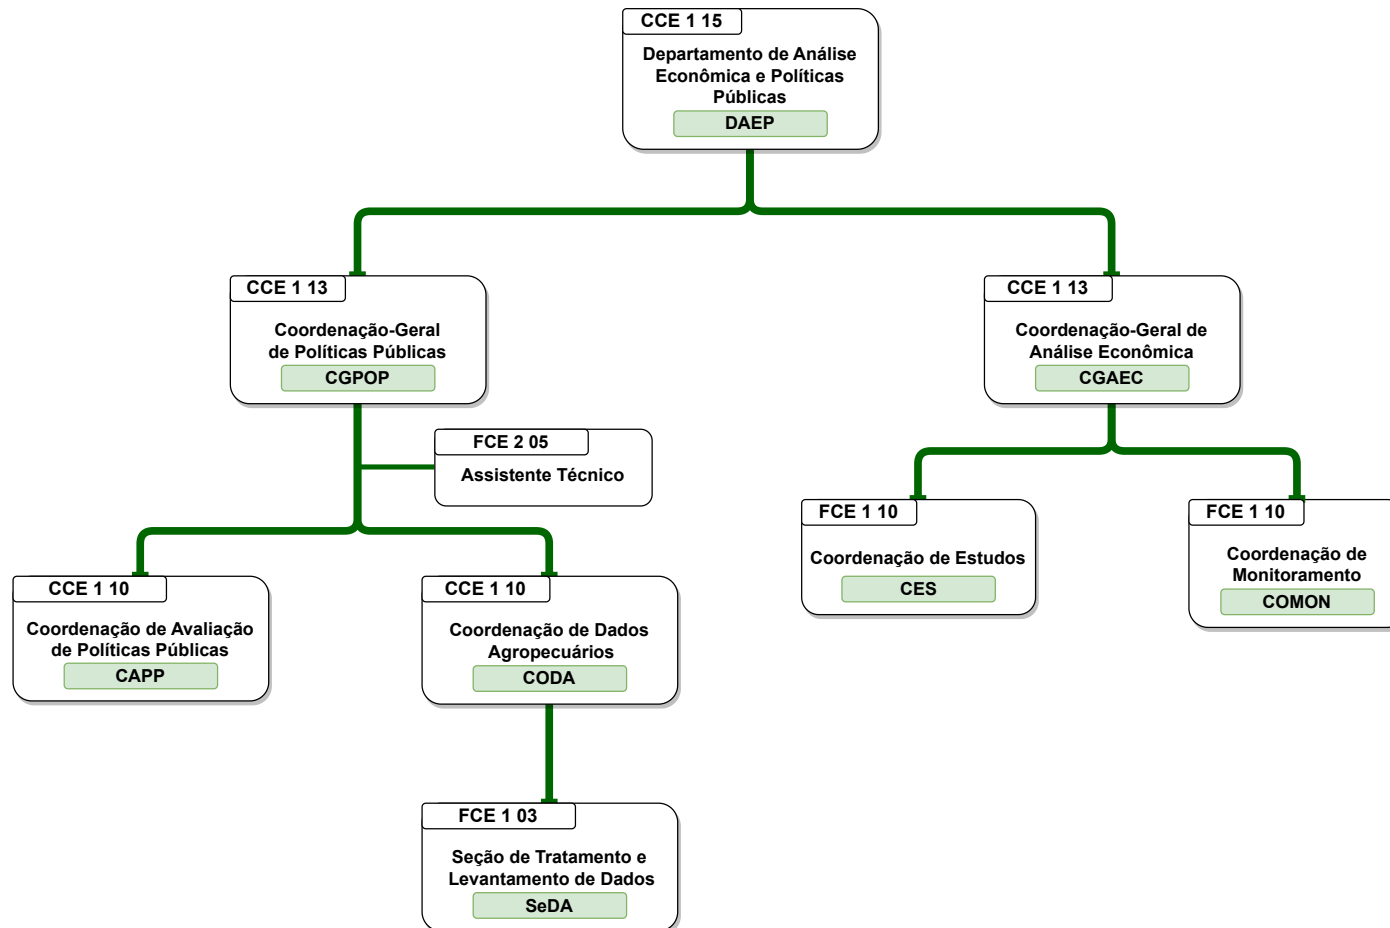 CCE 1 15
Departamento de Análise
Econômica e Políticas
Públicas
DAEP
CCE 1 13
Coordenação-Geral
de Políticas Públicas
CGPOP
CCE 1 13
Coordenação-Geral de
Análise Econômica
CGAEC
FCE 2 05
Assistente Técnico
FCE 1 10
Coordenação de Estudos
CES
FCE 1 10
Coordenação de
Monitoramento
COMON
CCE 1 10
Coordenação de Avaliação
de Políticas Públicas
CAPP
CCE 1 10
Coordenação de Dados
Agropecuários
CODA
FCE 1 03
Seção de Tratamento e
Levantamento de Dados
SeDA